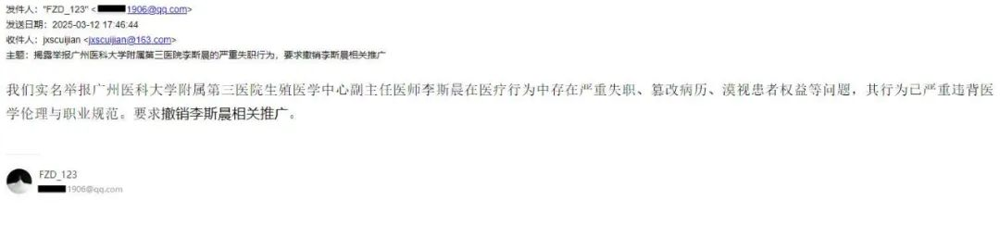 发件人："FZD_123" <1906@qq.com>
发送日期：2025-03-12 17:46:44
收件人：jxscuijian <jxscuijian@163.com>
主题：揭露举报广州医科大学附属第三医院李斯晨的严重失职行为，要求撤销李斯晨相关推广
我们实名举报广州医科大学附属第三医院生殖医学中心副主任医师李斯晨在医疗行为中存在严重失职、篡改病历、漠视患者权益等问题，其行为已严重违背医
学伦理与职业规范。要求撤销李斯晨相关推广。
FZD_123
1906@qq.com